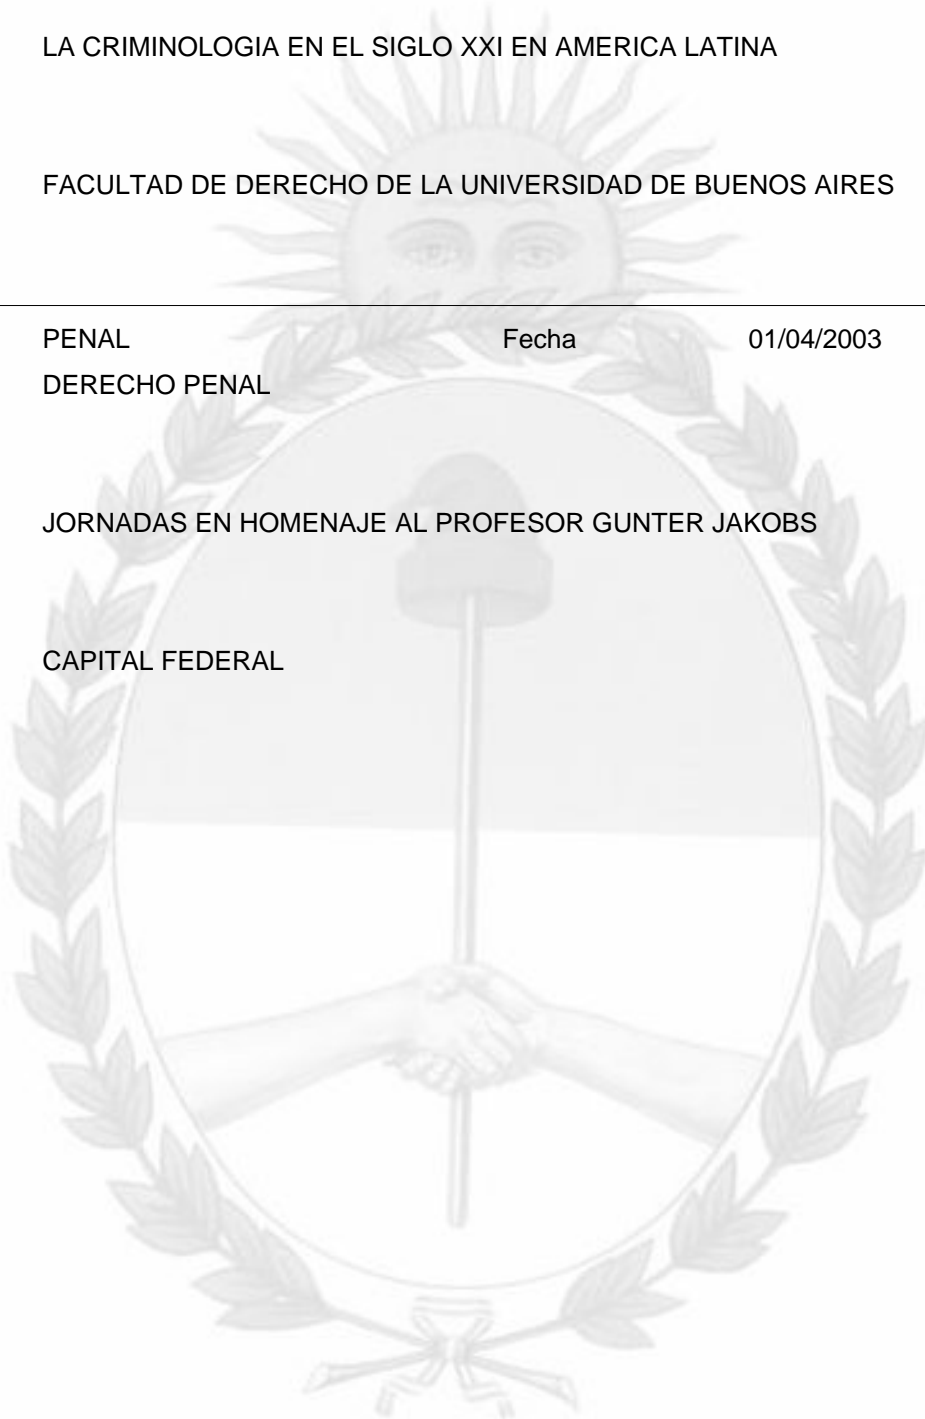 LA CRIMINOLOGIA EN EL SIGLO XXI EN AMERICA LATINA
FACULTAD DE DERECHO DE LA UNIVERSIDAD DE BUENOS AIRES
PENAL Fecha 01/04/2003
DERECHO PENAL
JORNADAS EN HOMENAJE AL PROFESOR GUNTER JAKOBS
CAPITAL FEDERAL